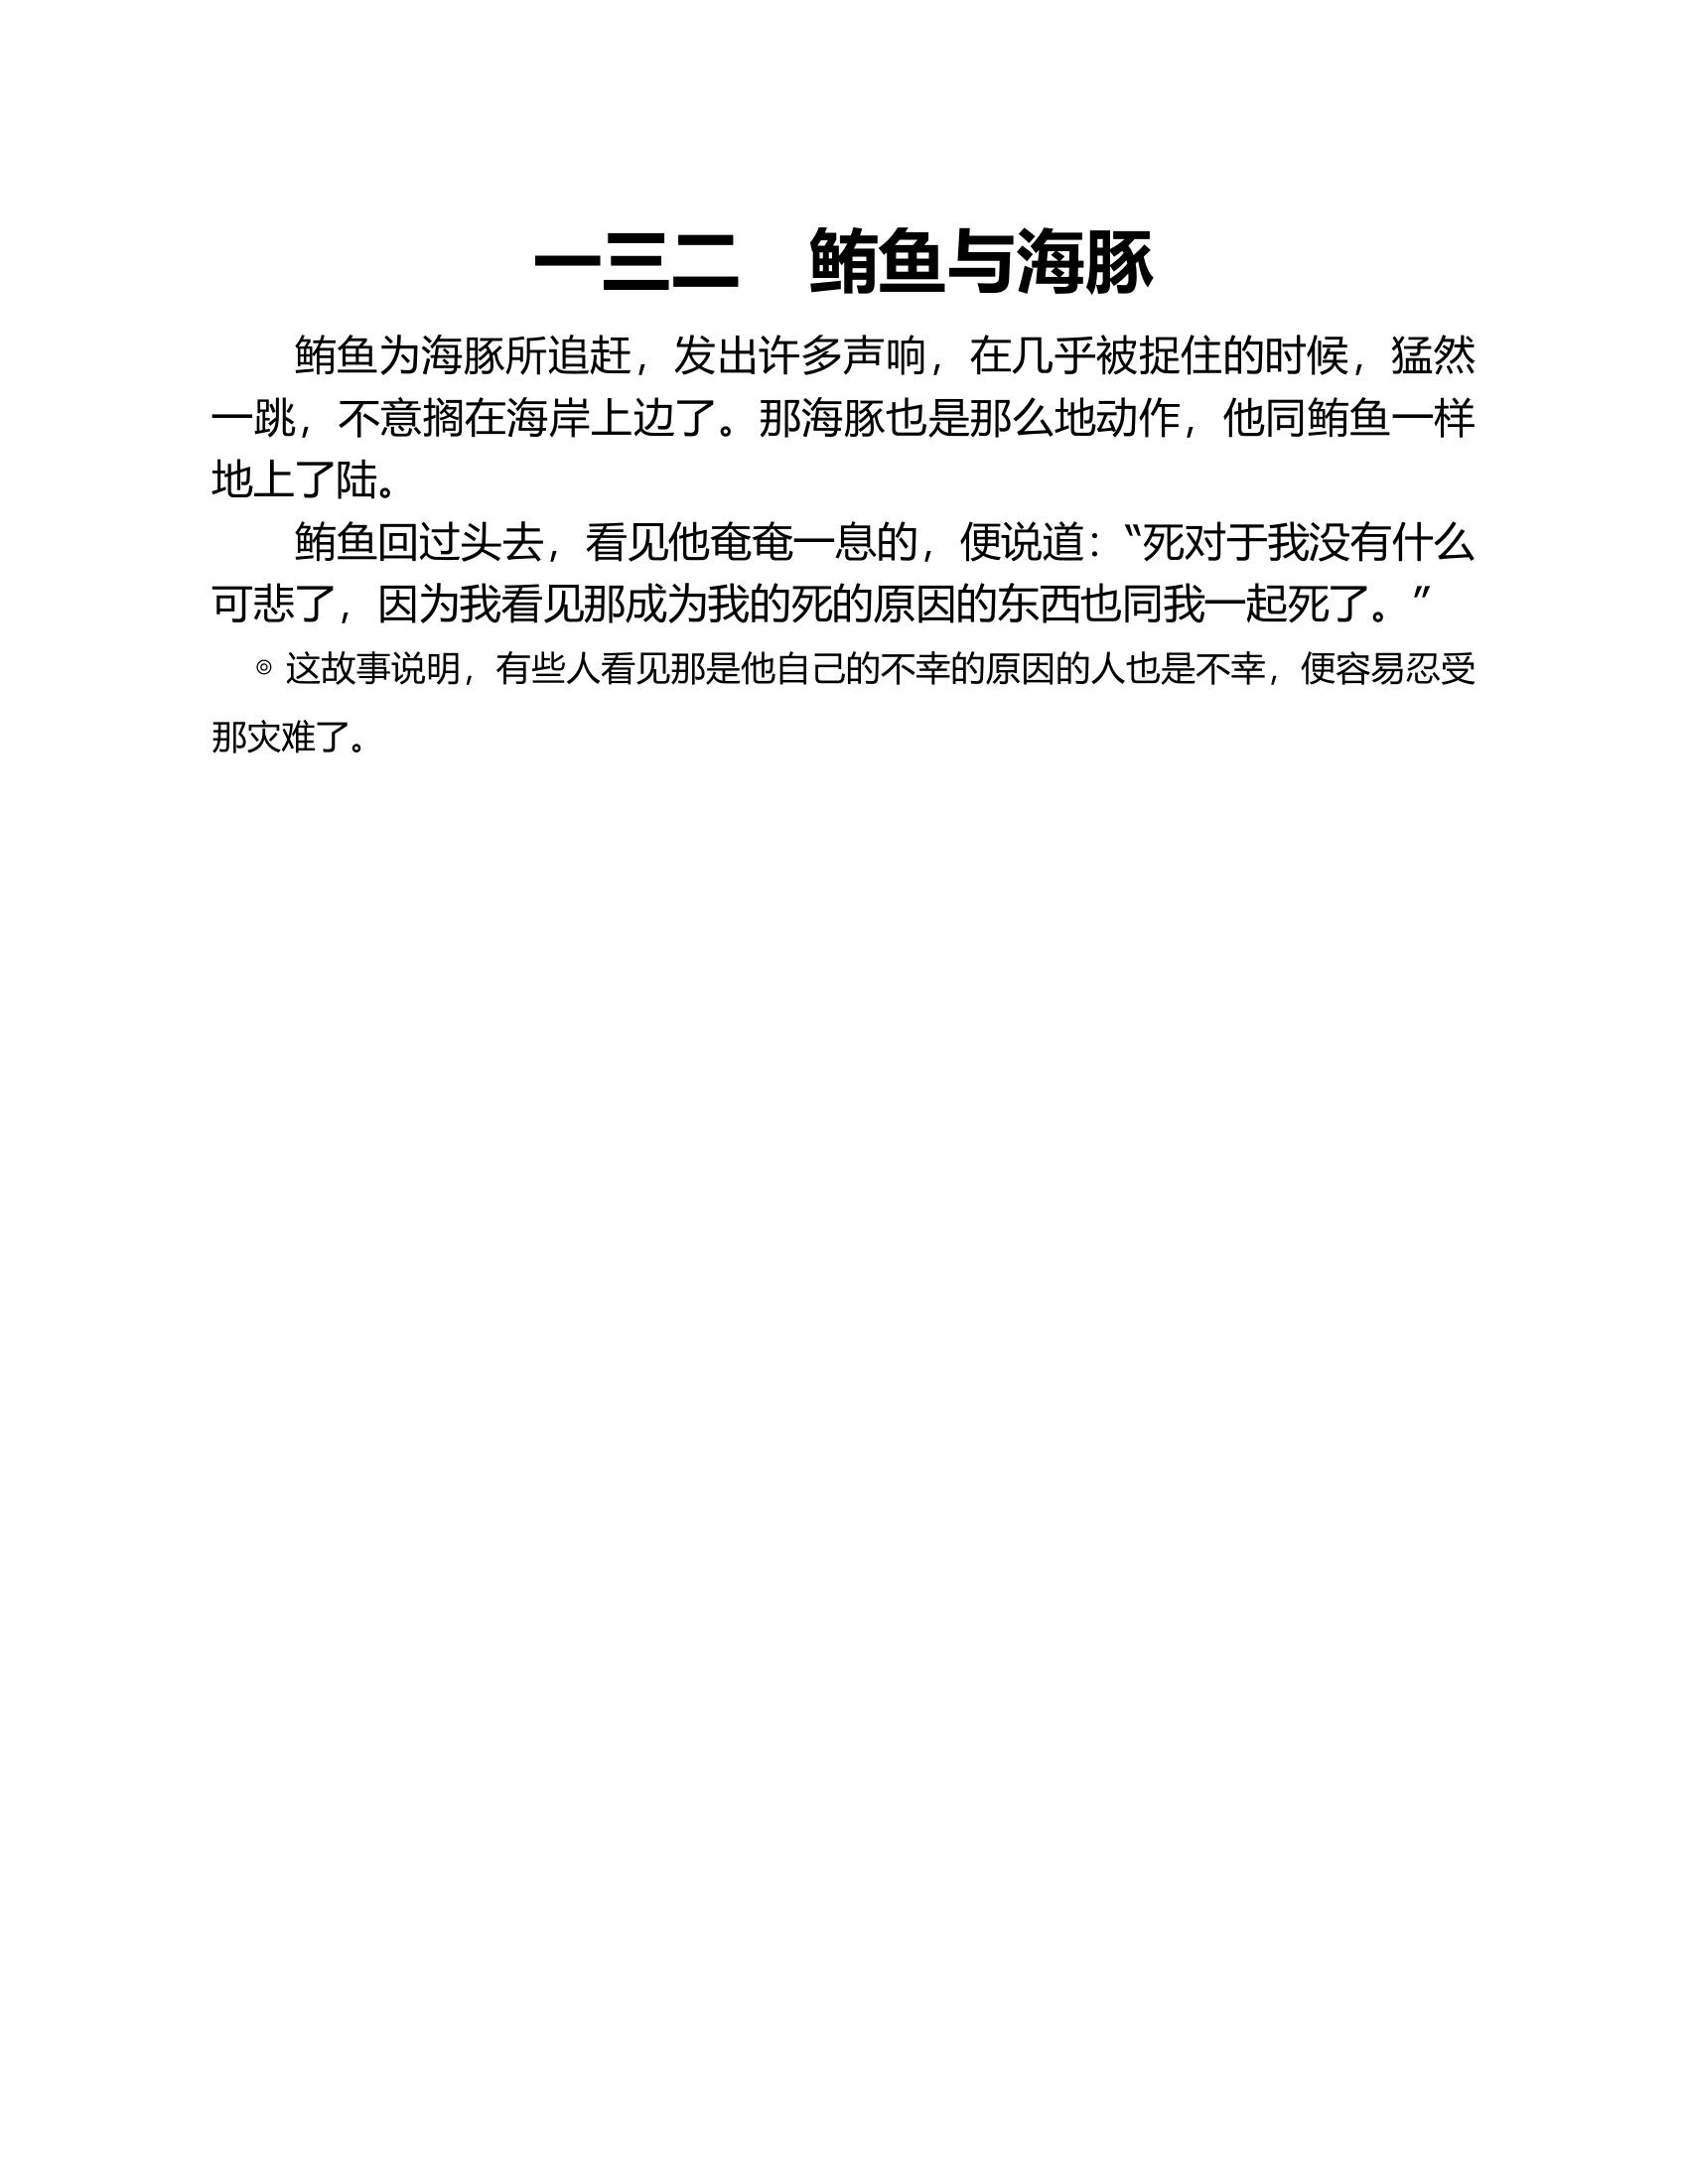 一三二　鲔鱼与海豚
鲔鱼为海豚所追赶，发出许多声响，在几乎被捉住的时候，猛然
一跳，不意搁在海岸上边了。那海豚也是那么地动作，他同鲔鱼一样
地上了陆。
鲔鱼回过头去，看见他奄奄一息的，便说道：“死对于我没有什么
可悲了，因为我看见那成为我的死的原因的东西也同我一起死了。”
◎ 这故事说明，有些人看见那是他自己的不幸的原因的人也是不幸，便容易忍受
那灾难了。